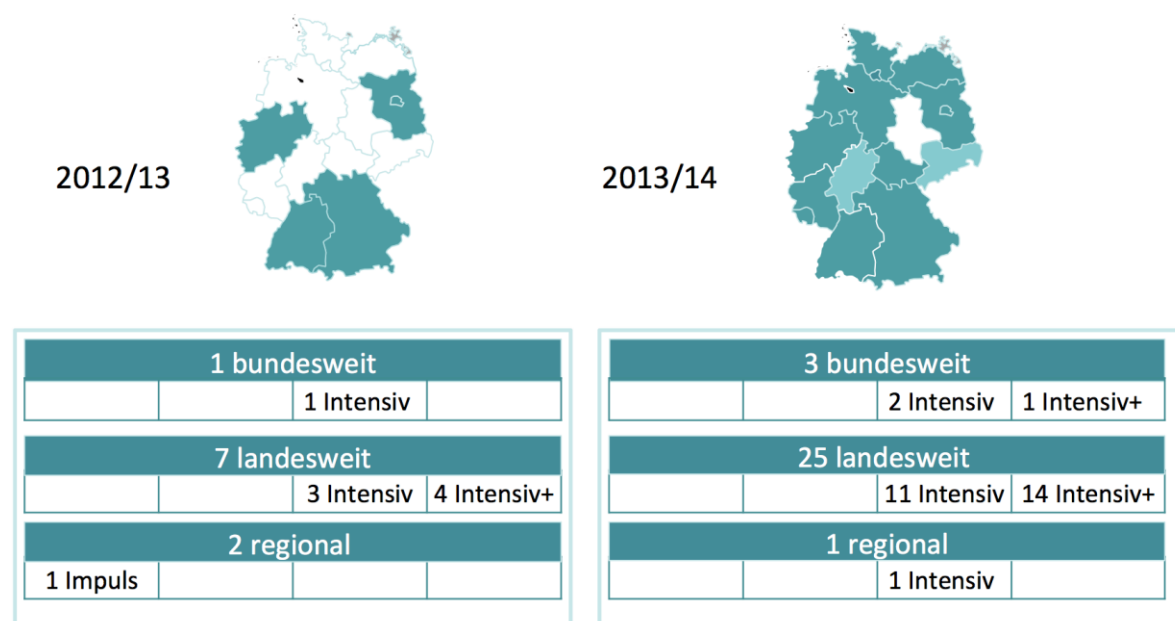 2012/13
1 bundesweit
1 Intensiv
7 landesweit
3 Intensiv 4 Intensiv+
2 regional
1 Impuls
2013/14
3 bundesweit
2 Intensiv 1 Intensiv+
25 landesweit
11 Intensiv 14 Intensiv+
1 regional
1 Intensiv